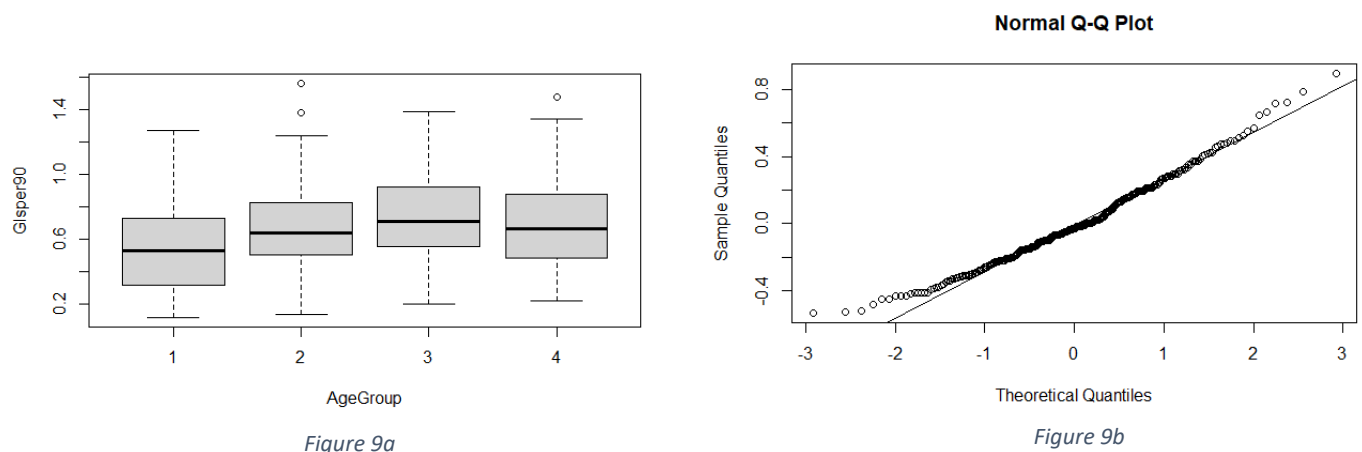 GIsper90
0.2
0.6
1.0
1.4
1
2
3
4
AgeGroup
Figure 9a
Normal Q-Q Plot
Sample Quantiles
-0.4
0.0
0.4
0.8
-3
-2
-1
0
1
2
3
Theoretical Quantiles
Figure 9b